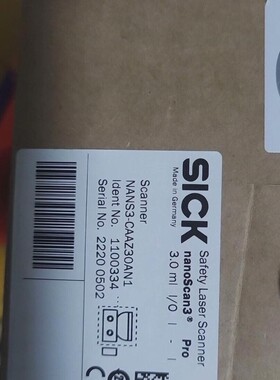 SICK
Made in Germany
Safety Laser Scanner
nanoScan3® Pro
3.0 ml I/O | - | -
Scanner
NANS3-CAAZ30AN1
Ident No. 1100334
Serial No. 2220 0502